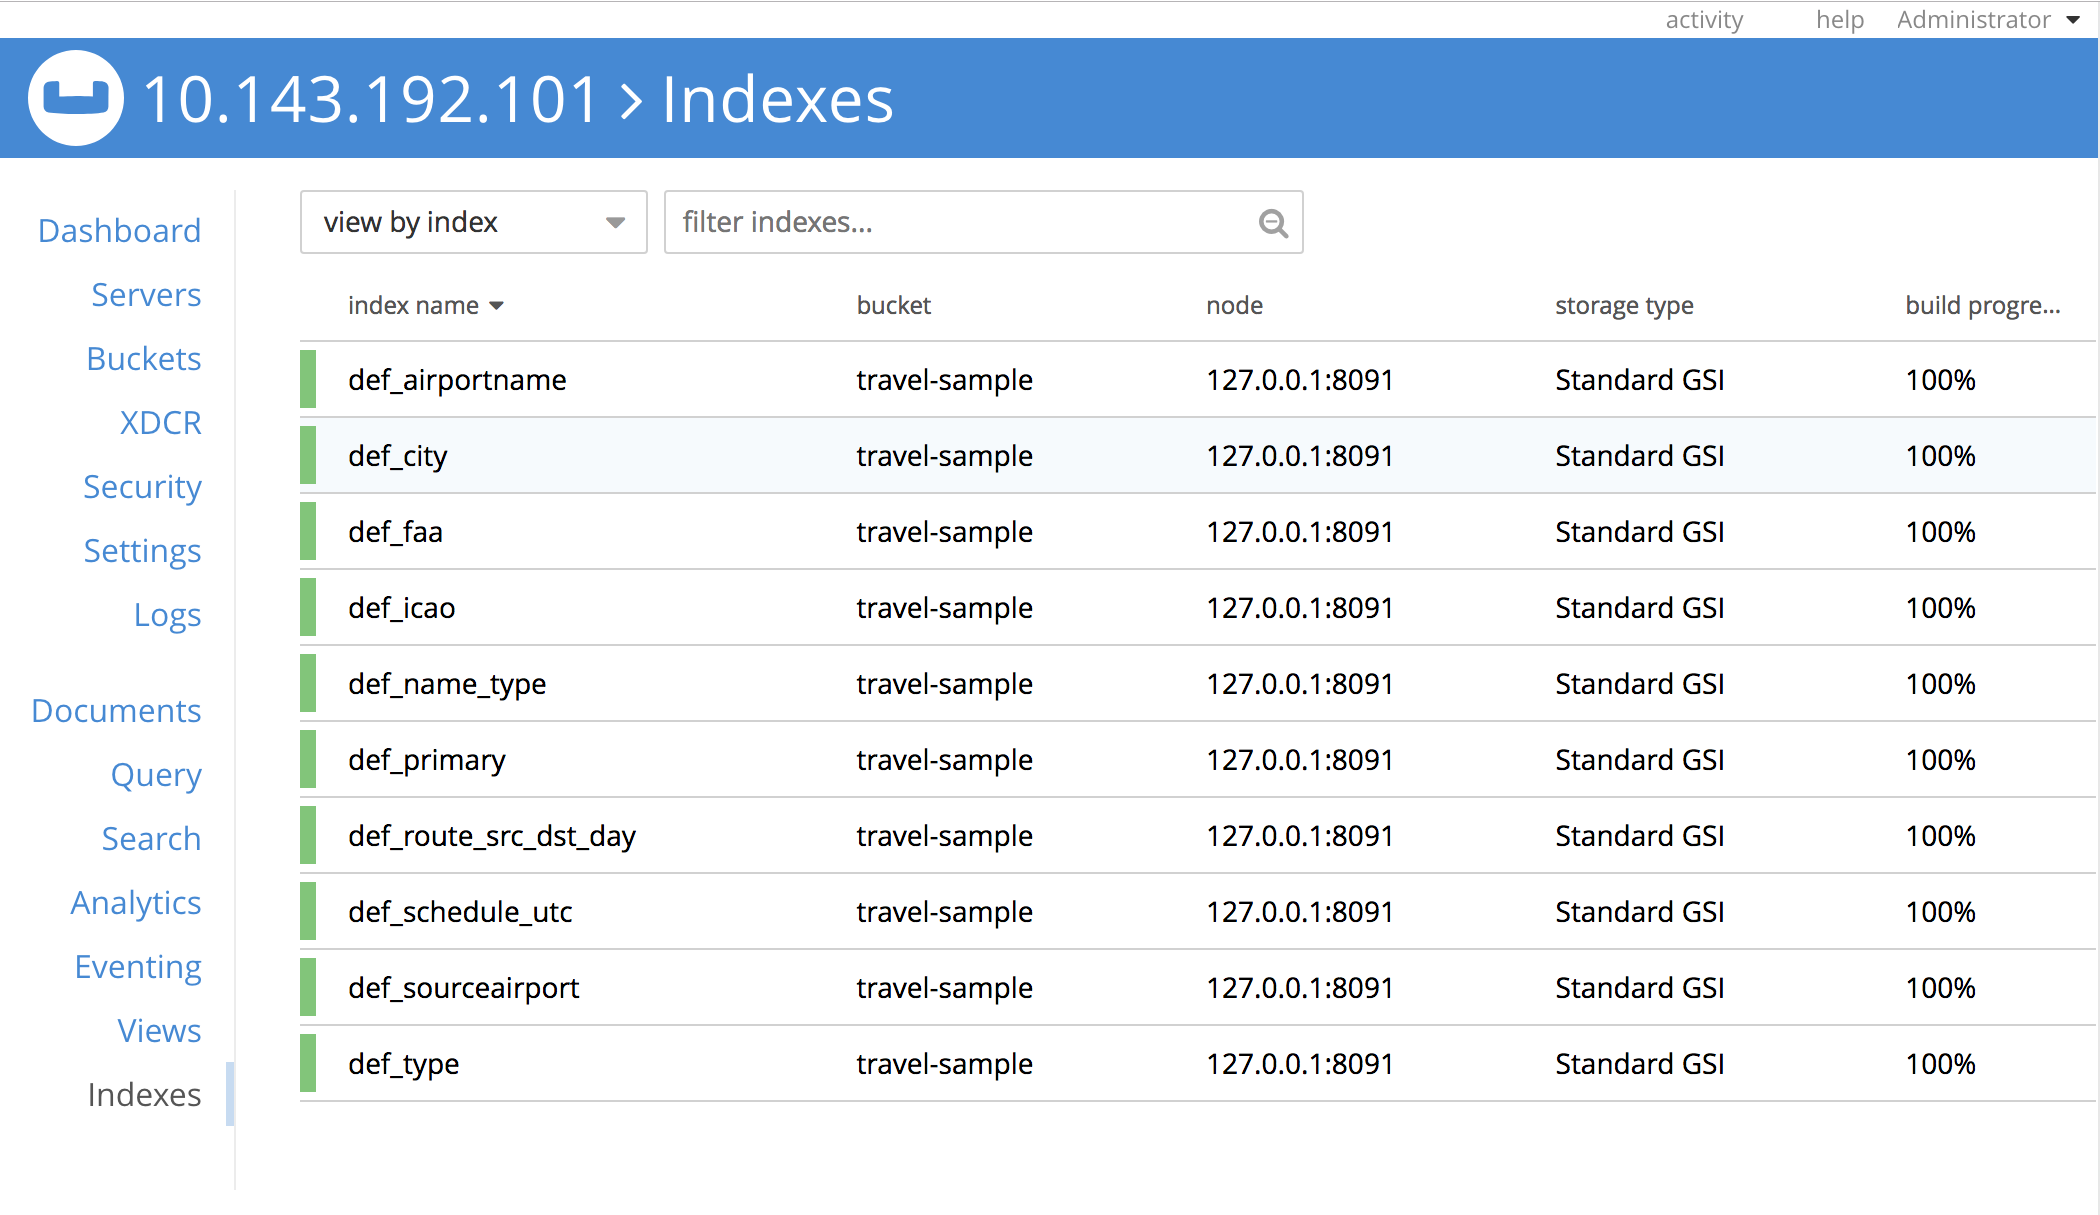 activity help Administrator
10.143.192.101 > Indexes
Dashboard
Servers
Buckets
XDCR
Security
Settings
Logs
Documents
Query
Search
Analytics
Eventing
Views
Indexes
view by index filter indexes...
index name bucket node storage type build progre...
def_airportname travel-sample 127.0.0.1:8091 Standard GSI 100%
def_city travel-sample 127.0.0.1:8091 Standard GSI 100%
def_faa travel-sample 127.0.0.1:8091 Standard GSI 100%
def_icao travel-sample 127.0.0.1:8091 Standard GSI 100%
def_name_type travel-sample 127.0.0.1:8091 Standard GSI 100%
def_primary travel-sample 127.0.0.1:8091 Standard GSI 100%
def_route_src_dst_day travel-sample 127.0.0.1:8091 Standard GSI 100%
def_schedule_utc travel-sample 127.0.0.1:8091 Standard GSI 100%
def_sourceairport travel-sample 127.0.0.1:8091 Standard GSI 100%
def_type travel-sample 127.0.0.1:8091 Standard GSI 100%